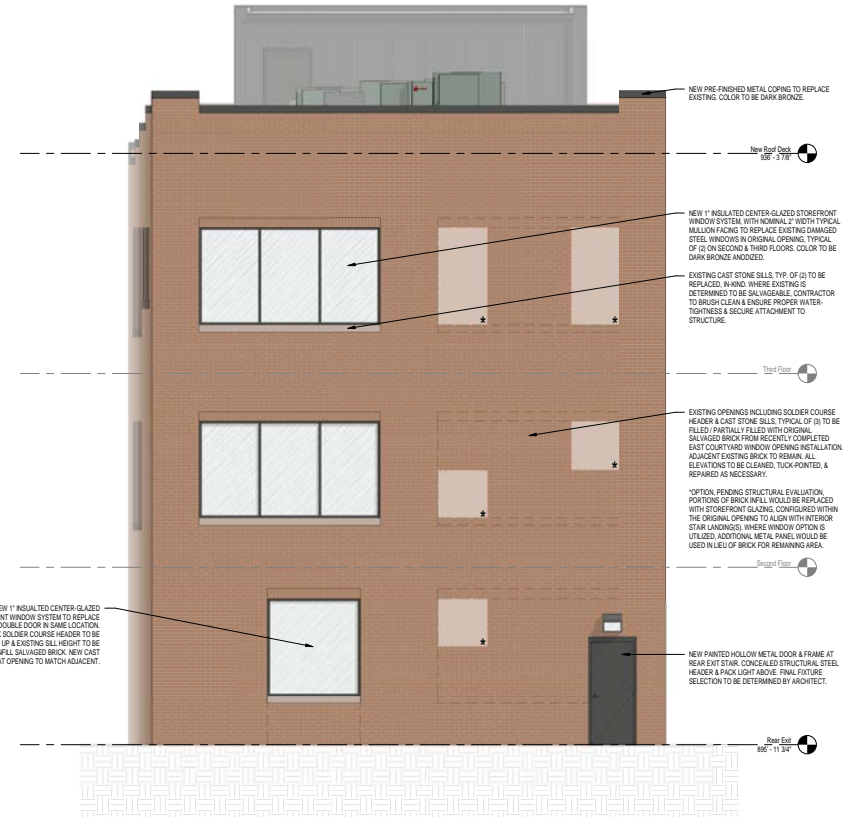 NEW PRE-FINISHED METAL COPING TO REPLACE
EXISTING. COLOR TO BE DARK BRONZE.
New Roof Deck
936' - 3 7/8"
NEW 1" INSULATED CENTER-GLAZED STOREFRONT
WINDOW SYSTEM, WITH NOMINAL 2" WIDTH TYPICAL
MULLION FACING TO REPLACE EXISTING DAMAGED
STEEL WINDOWS IN ORIGINAL OPENING, TYPICAL
OF (2) ON SECOND & THIRD FLOORS. COLOR TO BE
DARK BRONZE ANODIZED.
EXISTING CAST STONE SILLS, TYP. OF (2) TO BE
REPLACED, IN-KIND. WHERE EXISTING IS
DETERMINED TO BE SALVAGEABLE, CONTRACTOR
TO BRUSH CLEAN & ENSURE PROPER WATER-
TIGHTNESS & SECURE ATTACHMENT TO
STRUCTURE.
* *
Third Floor
EXISTING OPENINGS INCLUDING SOLDIER COURSE
HEADER & CAST STONE SILLS, TYPICAL OF (3) TO BE
FILLED / PARTIALLY FILLED WITH ORIGINAL
SALVAGED BRICK FROM RECENTLY COMPLETED
EAST COURTYARD WINDOW OPENING INSTALLATION.
ADJACENT EXISTING BRICK TO REMAIN. ALL
ELEVATIONS TO BE CLEANED, TUCK-POINTED, &
REPAIRED AS NECESSARY.
*
*OPTION, PENDING STRUCTURAL EVALUATION,
PORTIONS OF BRICK INFILL WOULD BE REPLACED
WITH STOREFRONT GLAZING, CONFIGURED WITHIN
THE ORIGINAL OPENING TO ALIGN WITH INTERIOR
STAIR LANDING(S). WHERE WINDOW OPTION IS
UTILIZED, ADDITIONAL METAL PANEL WOULD BE
USED IN LIEU OF BRICK FOR REMAINING AREA.
*
Second Floor
EW 1" INSUALTED CENTER-GLAZED
NT WINDOW SYSTEM TO REPLACE
DOUBLE DOOR IN SAME LOCATION.
SOLDIER COURSE HEADER TO BE
UP & EXISTING SILL HEIGHT TO BE
NFILL SALVAGED BRICK. NEW CAST
AT OPENING TO MATCH ADJACENT.
*
NEW PAINTED HOLLOW METAL DOOR & FRAME AT
REAR EXIT STAIR. CONCEALED STRUCTURAL STEEL
HEADER & PACK LIGHT ABOVE. FINAL FIXTURE
SELECTION TO BE DETERMINED BY ARCHITECT.
Rear Exit
895' - 11 3/4"